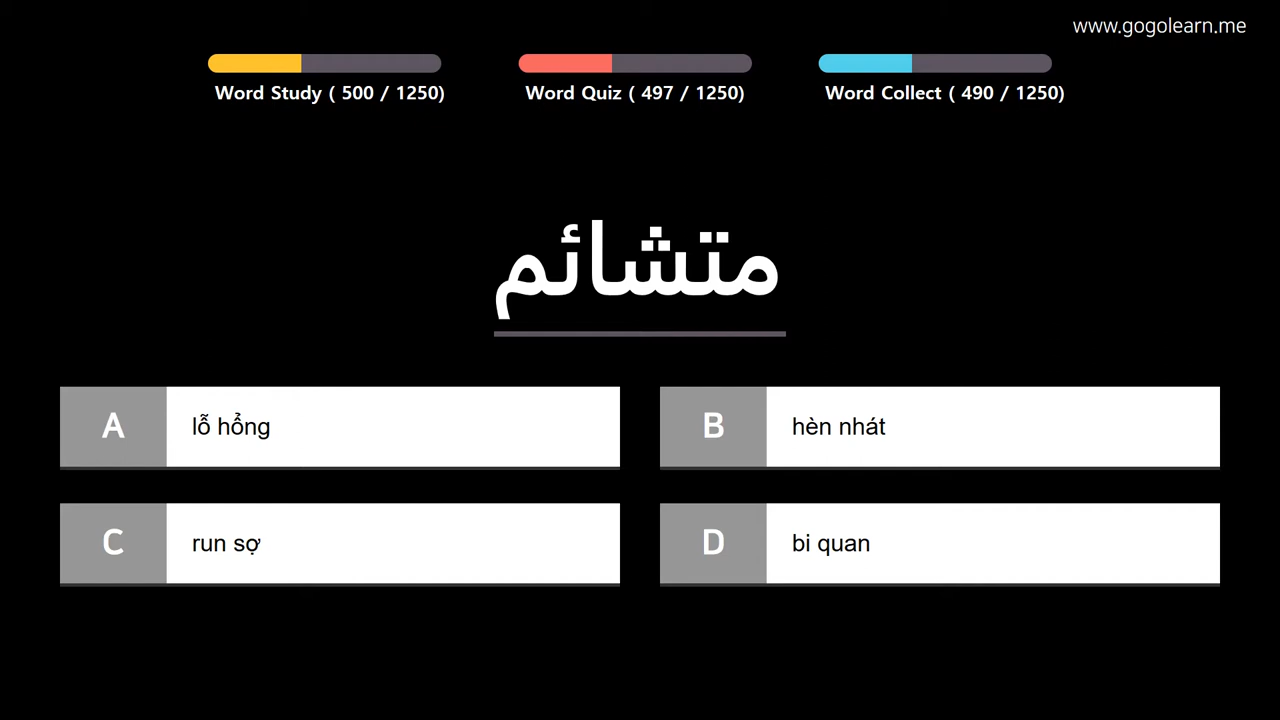 www.gogolearn.me
Word Study ( 500 / 1250)
Word Quiz ( 497 / 1250)
Word Collect ( 490 / 1250)
متشائم
A lỗ hổng
B hèn nhát
C run sợ
D bi quan